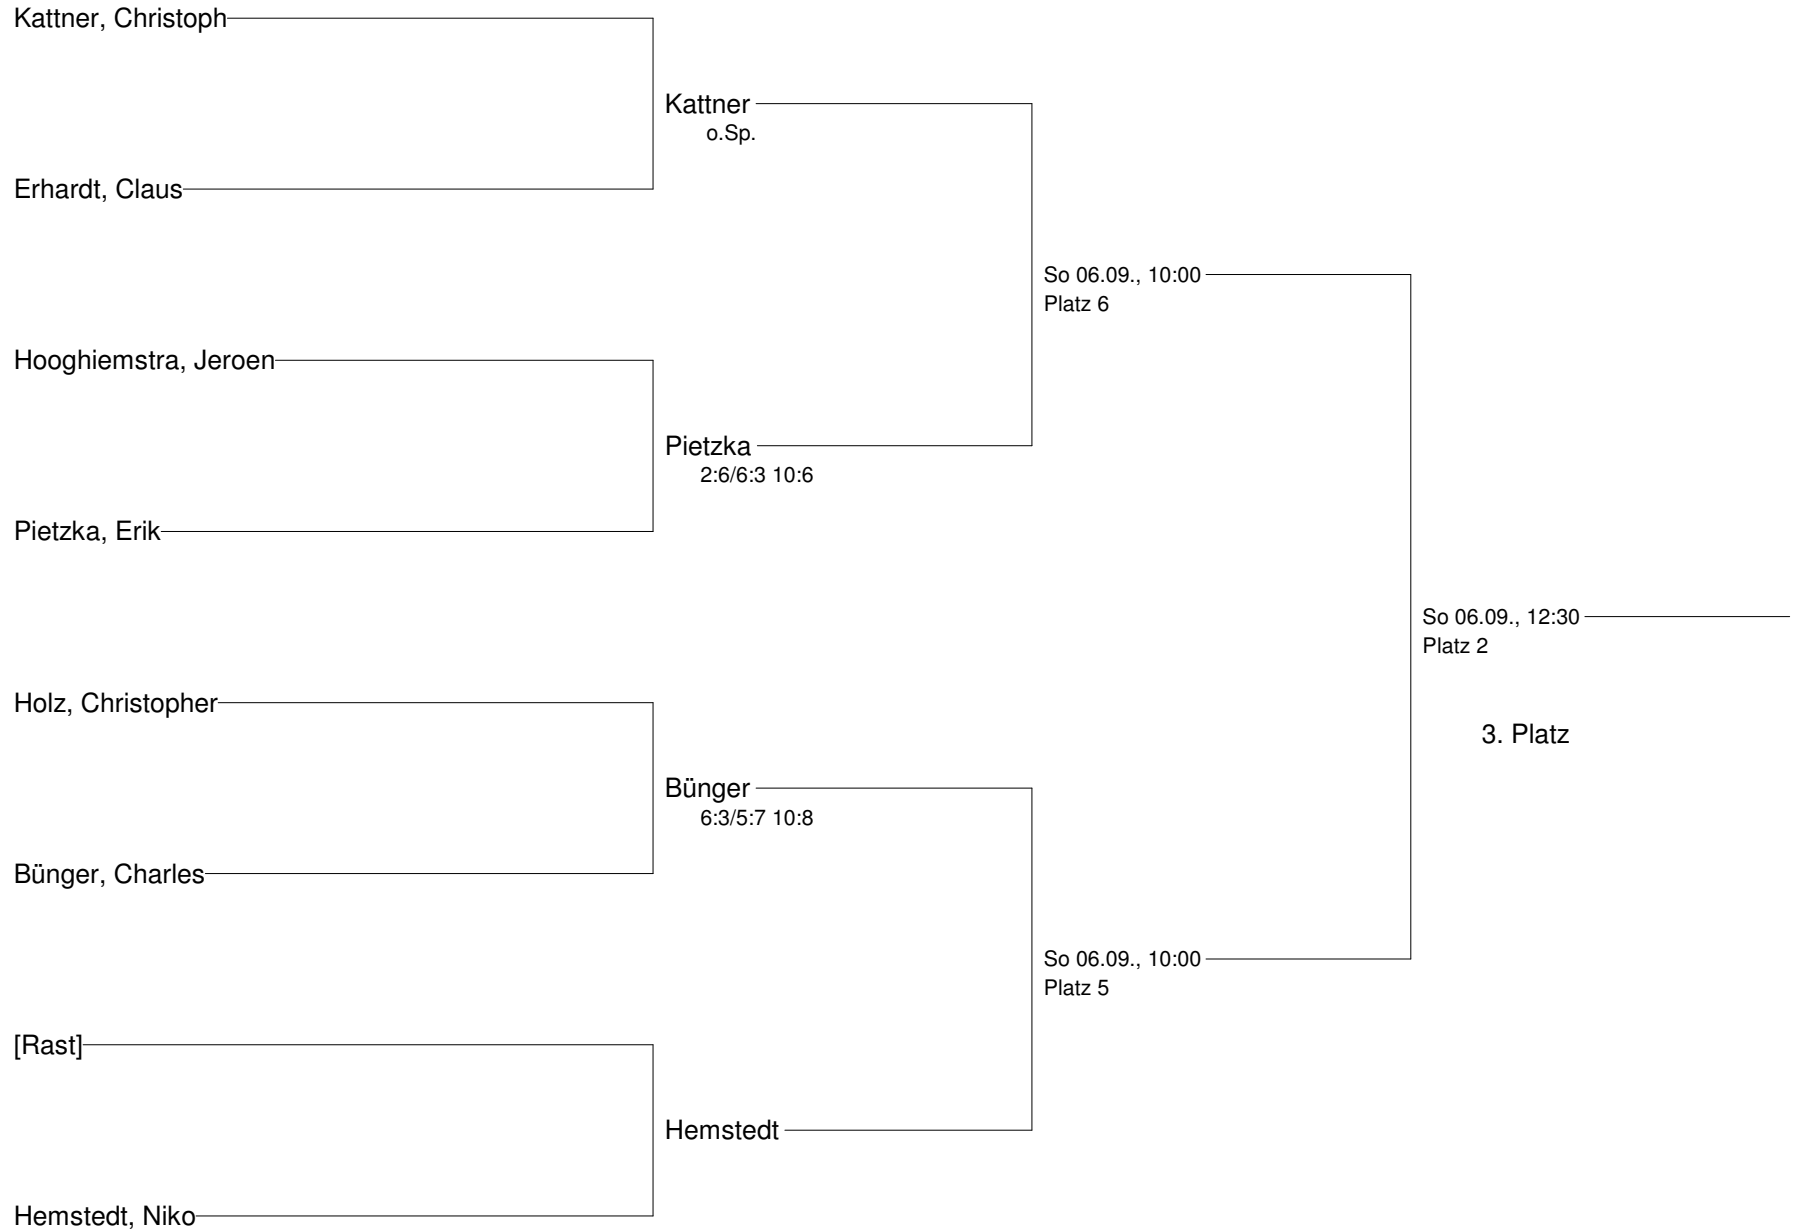 Kattner, Christoph
Kattner
o.Sp.
Erhardt, Claus
So 06.09., 10:00
Platz 6
Hooghiemstra, Jeroen
Pietzka
2:6/6:3 10:6
Pietzka, Erik
So 06.09., 12:30
Platz 2
Holz, Christopher
3. Platz
Bünger
6:3/5:7 10:8
Bünger, Charles
So 06.09., 10:00
Platz 5
[Rast]
Hemstedt
Hemstedt, Niko